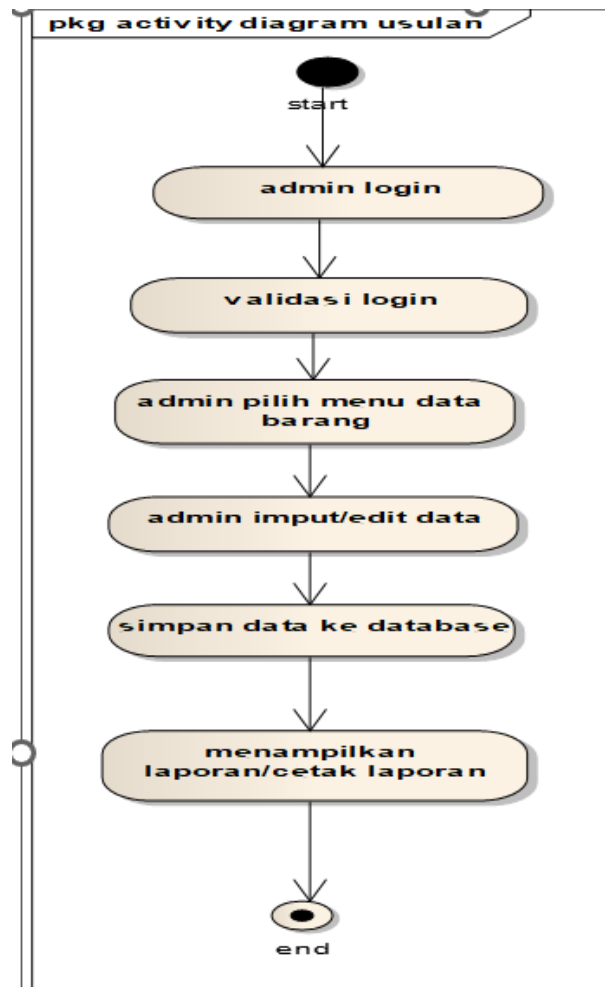 pkg activity diagram usulan
start
admin login
validasi login
admin pilih menu data
barang
admin imput/edit data
simpan data ke database
menampilkan
laporan/cetak laporan
end